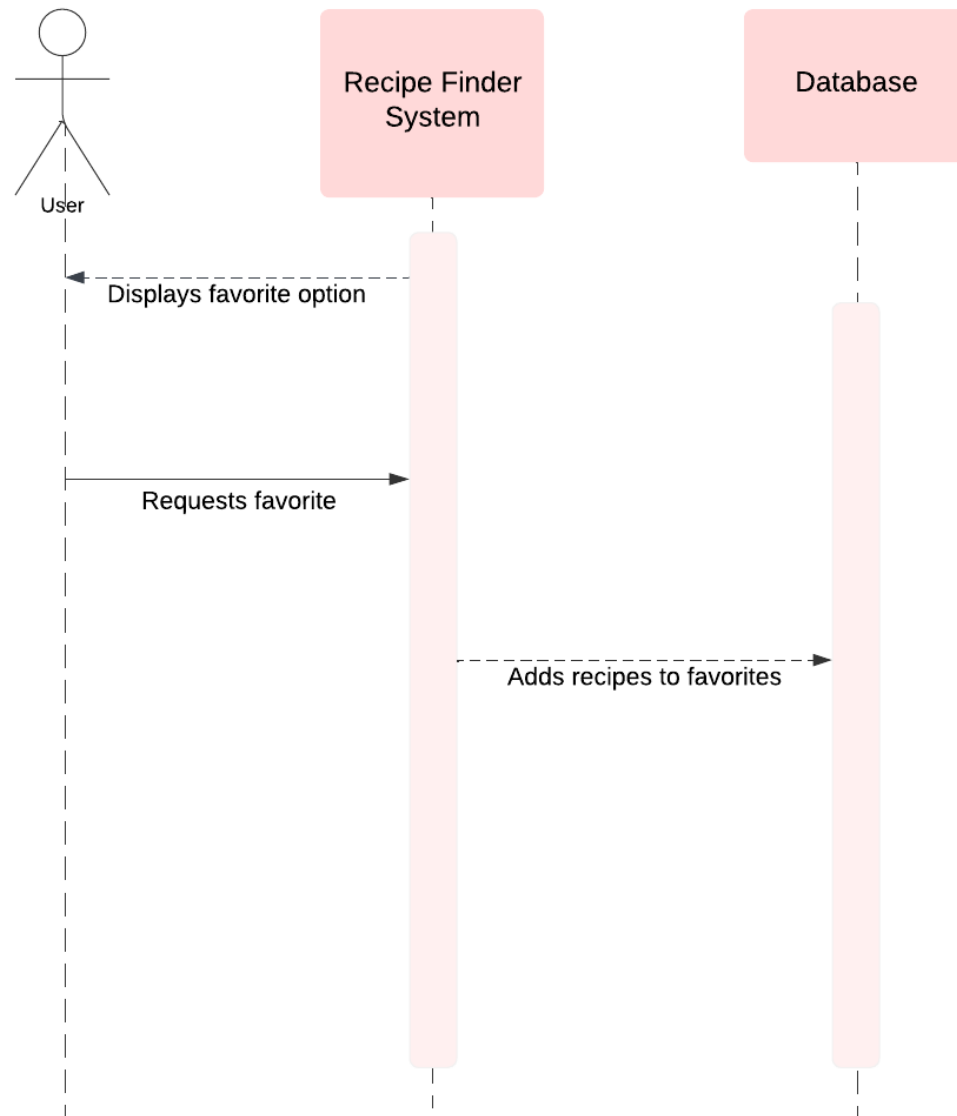 Recipe Finder
System
Database
User
Displays favorite option
Requests favorite
Adds recipes to favorites